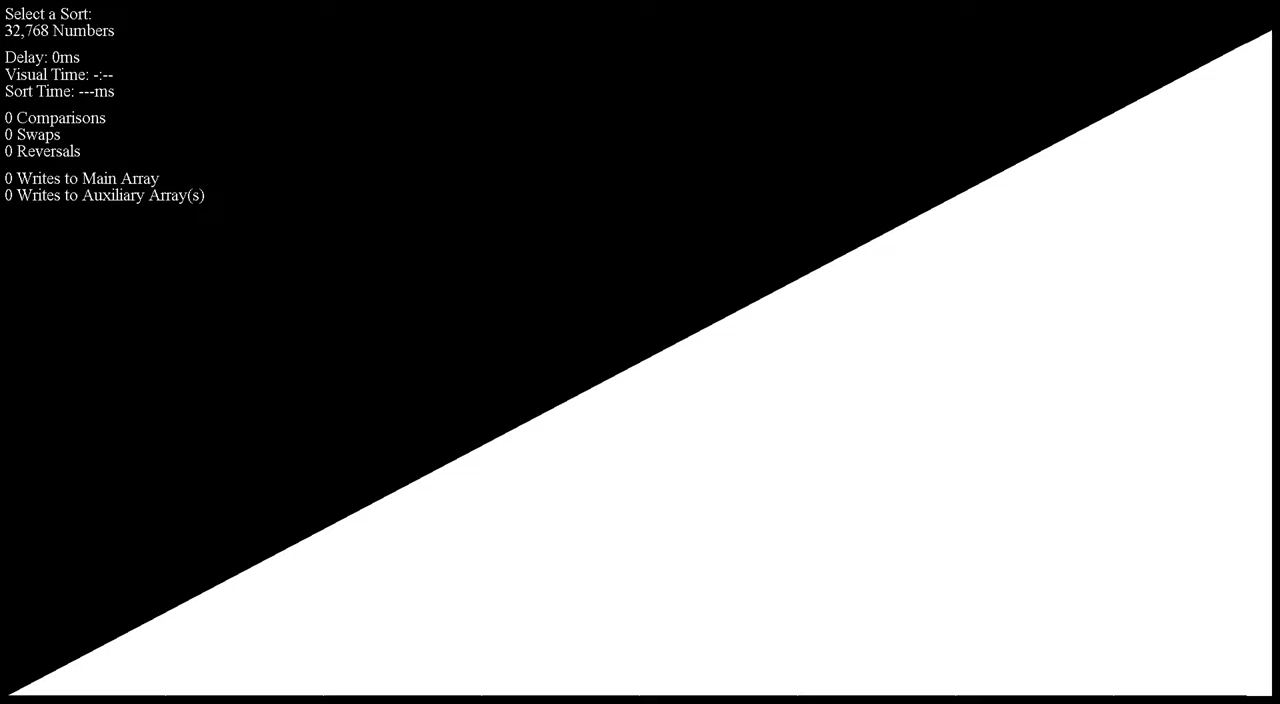 Select a Sort:
32,768 Numbers
Delay: 0ms
Visual Time: -:--
Sort Time: ---ms
0 Comparisons
0 Swaps
0 Reversals
0 Writes to Main Array
0 Writes to Auxiliary Array(s)